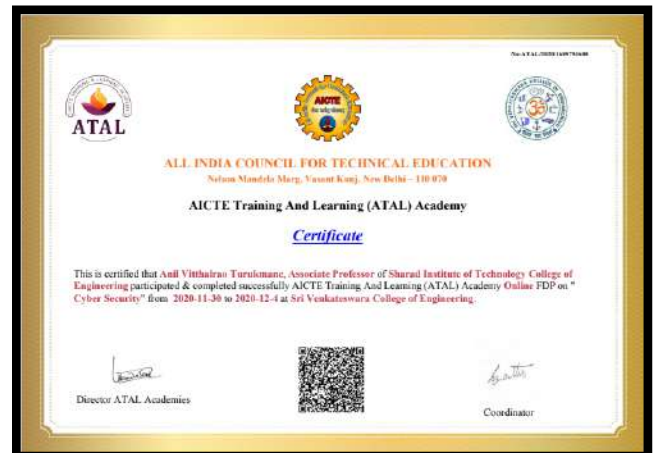 ATAL
AICTE
ALL INDIA COUNCIL FOR TECHNICAL EDUCATION
Nelson Mandela Marg, Vasant Kunj, New Delhi – 110 070
AICTE Training And Learning (ATAL) Academy
Certificate
This is certified that Anil Vitthalrao Turukmane, Associate Professor of Sharad Institute of Technology College of
Engineering participated & completed successfully AICTE Training And Learning (ATAL) Academy Online FDP on "
Cyber Security" from 2020-11-30 to 2020-12-4 at Sri Venkateswara College of Engineering.
Director ATAL Academies
Coordinator